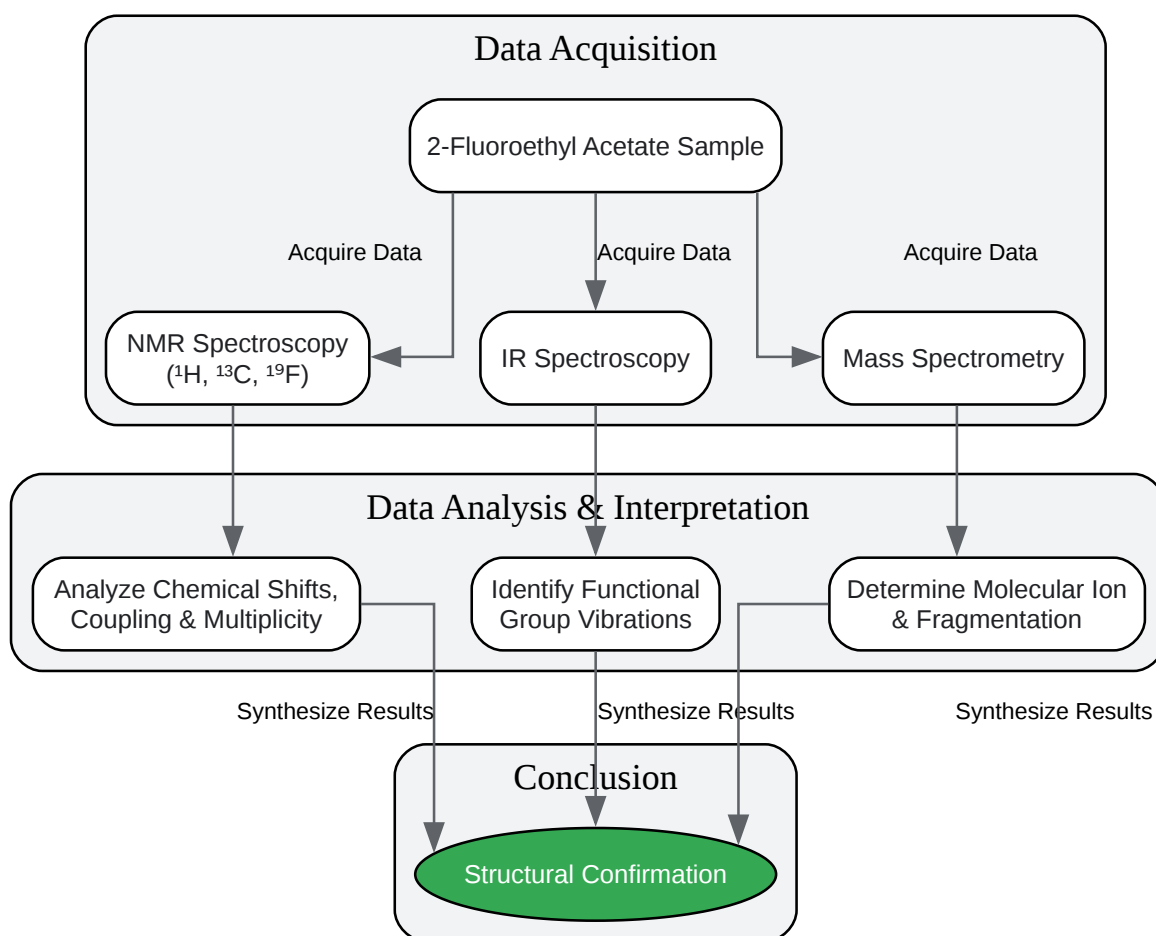 Data Acquisition
2-Fluoroethyl Acetate Sample
Acquire Data
Acquire Data
Acquire Data
NMR Spectroscopy
(¹H, ¹³C, ¹⁹F)
IR Spectroscopy
Mass Spectrometry
Data Analysis & Interpretation
Analyze Chemical Shifts,
Coupling & Multiplicity
Identify Functional
Group Vibrations
Determine Molecular Ion
& Fragmentation
Synthesize Results
Synthesize Results
Synthesize Results
Conclusion
Structural Confirmation